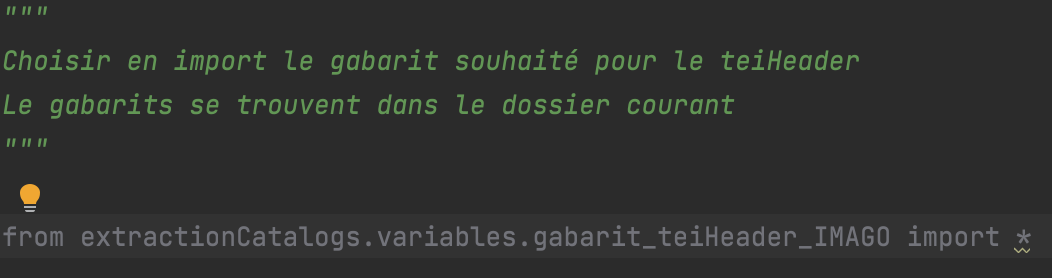 """
Choisir en import le gabarit souhaité pour le teiHeader
Le gabarits se trouvent dans le dossier courant
"""
from extractionCatalogs.variables.gabarit_teiHeader_IMAGO import *